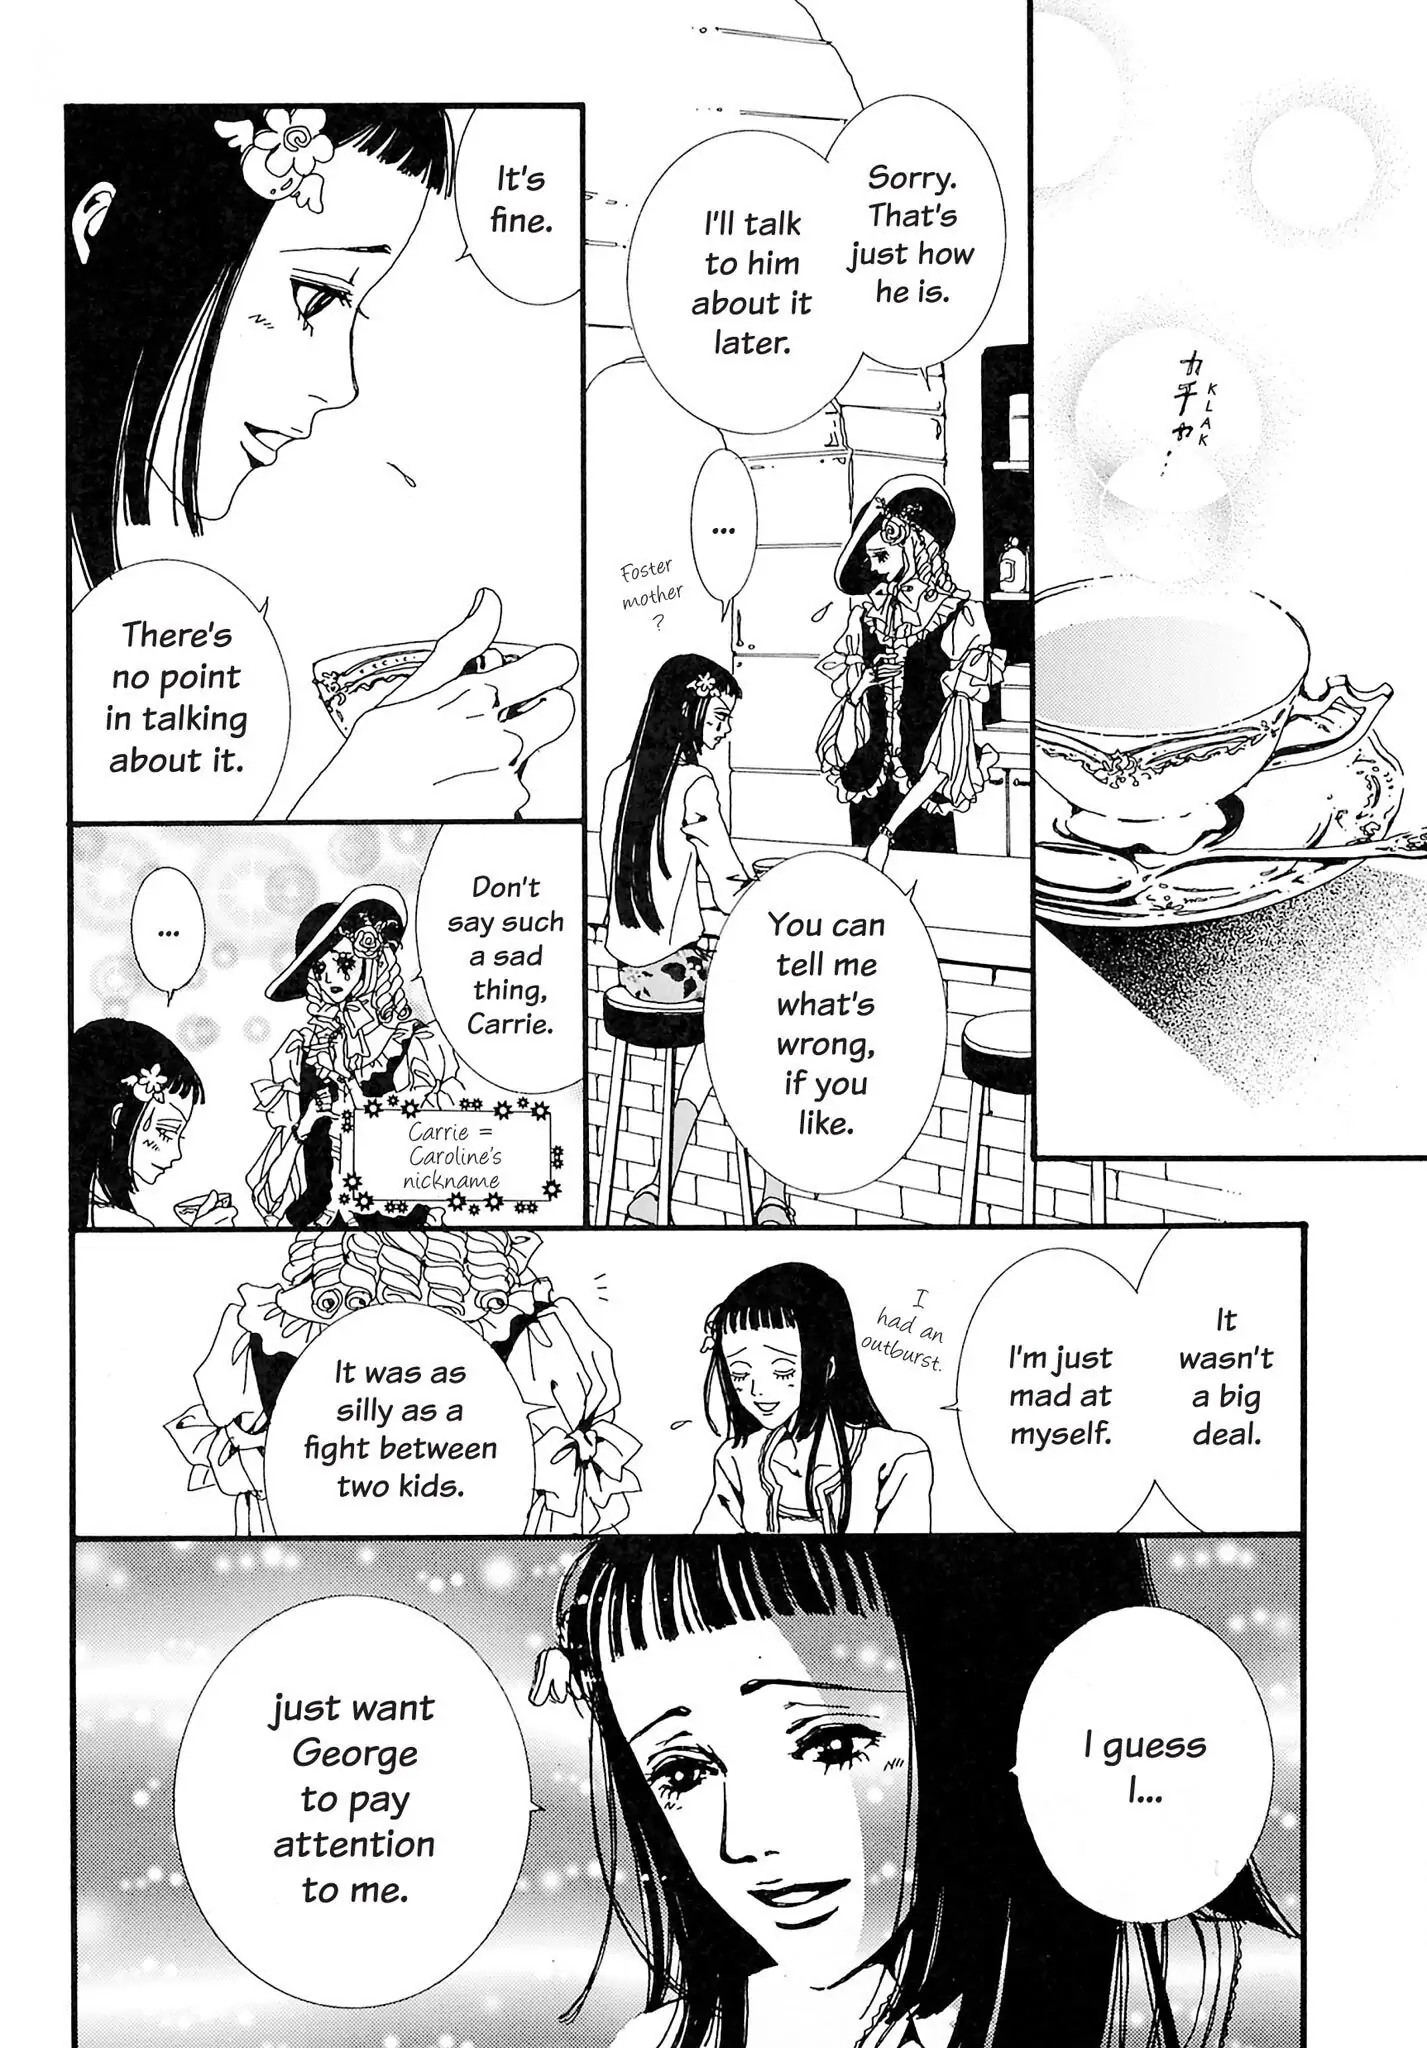 カチャ…
KLAK
Sorry.
That's
just how
he is.
I'll talk
to him
about it
later.
...
Foster
mother
?
You can
tell me
what's
wrong,
if you
like.
It's
fine.
There's
no point
in talking
about it.
Don't
say such
a sad
thing,
Carrie.
...
Carrie =
Caroline's
nickname
It
wasn't
a big
deal.
I'm just
mad at
myself.
I
had an
outburst.
It was as
silly as a
fight between
two kids.
I guess
I...
just want
George
to pay
attention
to me.